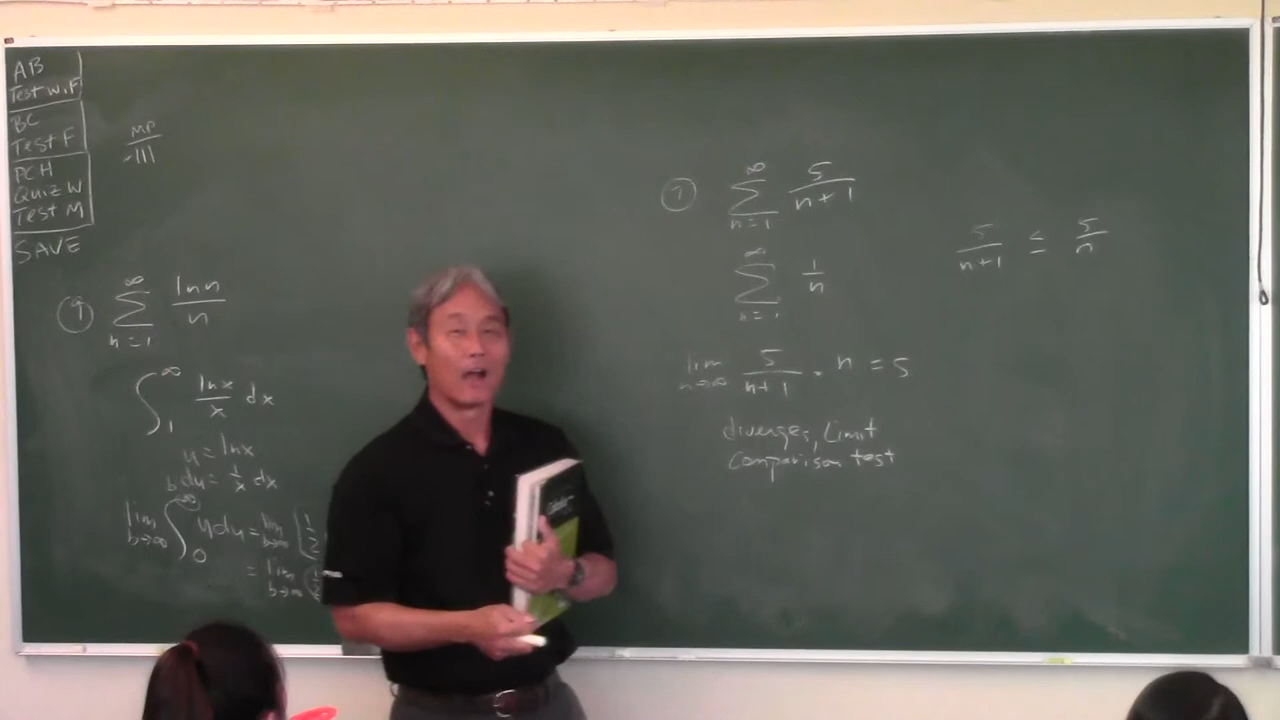 AB
Test W,F
BC
Test F
PCH
Quiz W
Test M
SAVE
MP
-111
⑨ ∞ Σ n=1 ln n / n
∫₁^∞ ln x / x dx
u = ln x
du = 1/x dx
lim b→∞ ∫₀^b u du = lim b→∞ (1/2
= lim b→∞
⑦ ∞ Σ n=1 5 / n+1
∞ Σ n=1 1/n
5 / n+1 ≤ 5 / n
lim n→∞ 5 / n+1 · n = 5
diverges, Limit
comparison test
Calculus